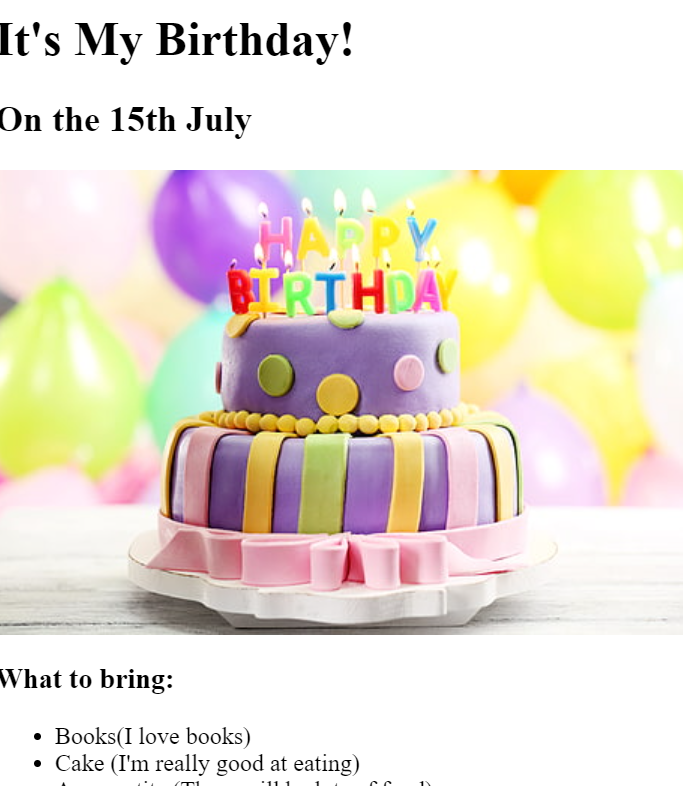 It's My Birthday!
On the 15th July
HAPPY
BIRTHDAY
What to bring:
Books(I love books)
Cake (I'm really good at eating)